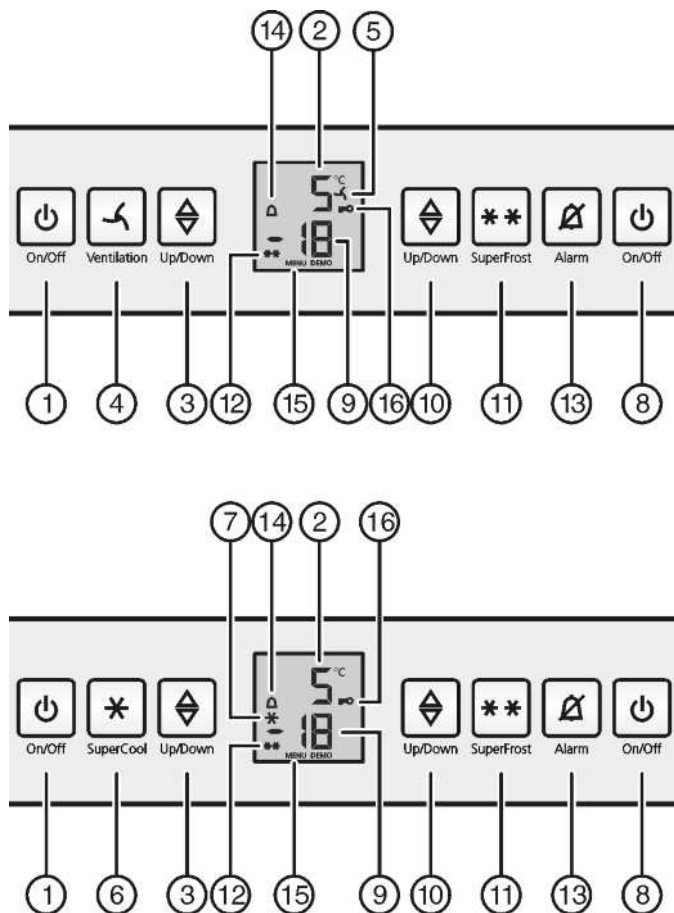 14 2 5
5 °C
18
MENU DEMO
On/Off Ventilation Up/Down Up/Down SuperFrost Alarm On/Off
1 4 3 12 15 9 16 10 11 13 8
7 14 2 16
5 °C
18
MENU DEMO
On/Off SuperCool Up/Down Up/Down SuperFrost Alarm On/Off
1 6 3 12 15 9 10 11 13 8